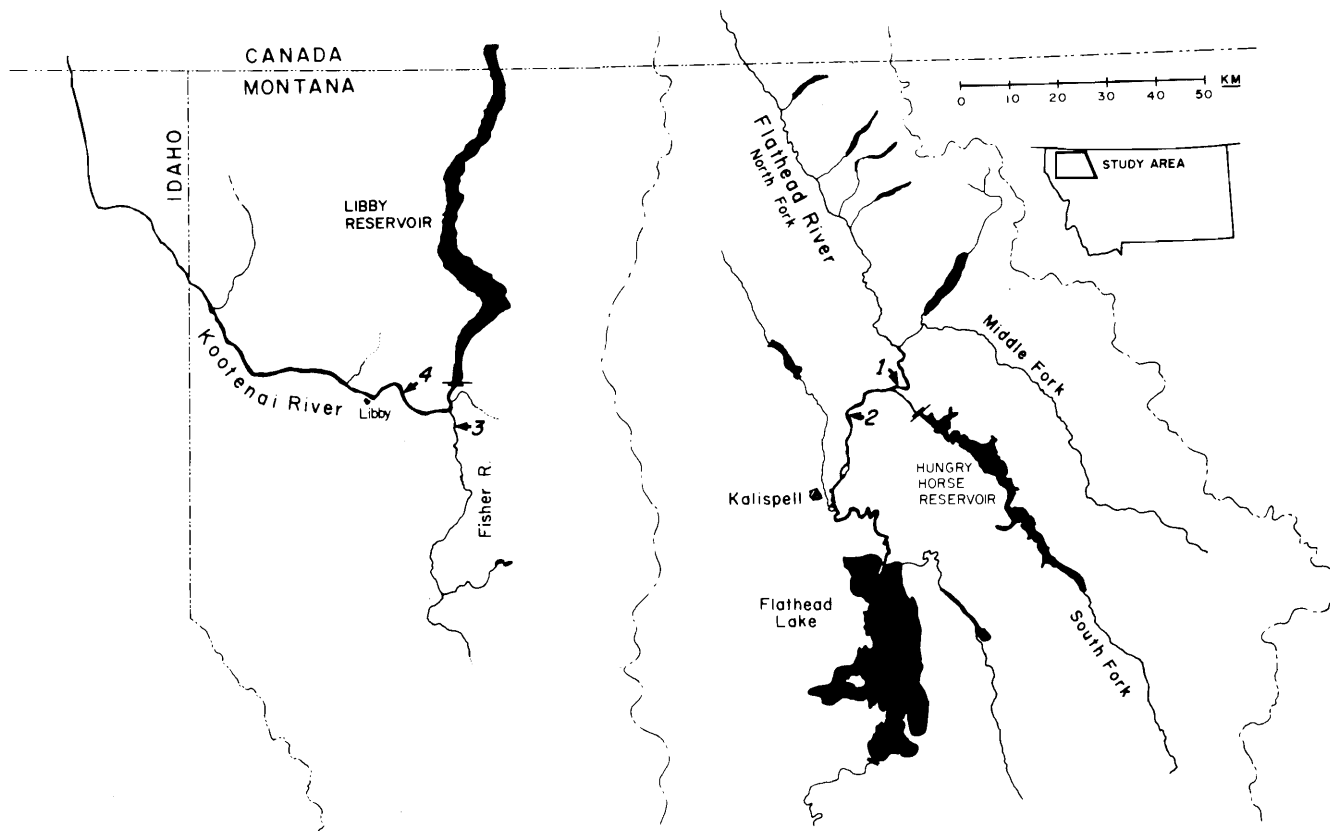 CANADA
MONTANA
IDAHO
LIBBY
RESERVOIR
Kootenai River
Libby
4
3
Fisher R.
Flathead River
North Fork
KM
0 10 20 30 40 50
STUDY AREA
Middle Fork
1
2
HUNGRY
HORSE
RESERVOIR
Kalispell
Flathead
Lake
South Fork